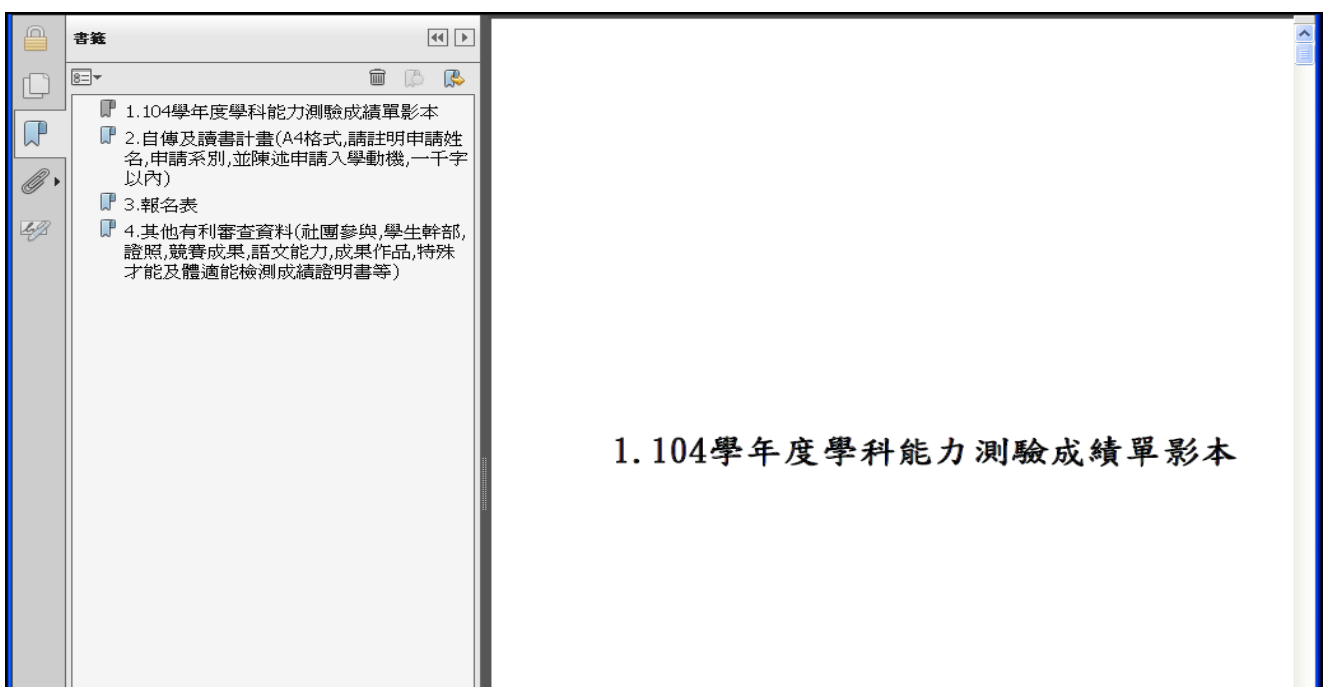 書籤
1.104學年度學科能力測驗成績單影本
2.自傳及讀書計畫(A4格式,請註明申請姓
名,申請系別,並陳述申請入學動機,一千字
以內)
3.報名表
4.其他有利審查資料(社團參與,學生幹部,
證照,競賽成果,語文能力,成果作品,特殊
才能及體適能檢測成績證明書等)
1.104學年度學科能力測驗成績單影本